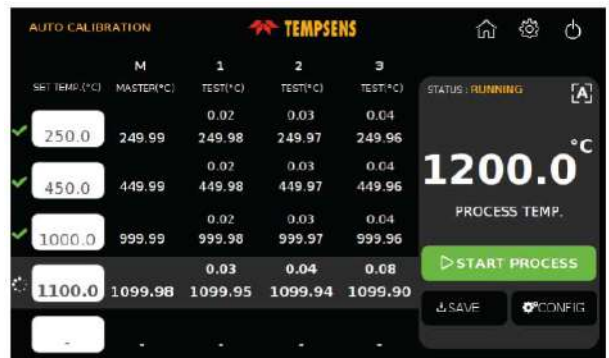 AUTO CALIBRATION
TEMPSENS
M 1 2 3
SET TEMP.(°C) MASTER(°C) TEST(°C) TEST(°C) TEST(°C)
0.02 0.03 0.04
250.0 249.99 249.98 249.97 249.96
0.02 0.03 0.04
450.0 449.99 449.98 449.97 449.96
0.02 0.03 0.04
1000.0 999.99 999.98 999.97 999.96
0.03 0.04 0.08
1100.0 1099.98 1099.95 1099.94 1099.90
- - - - -
STATUS : RUNNING [A]
1200.0 °C
PROCESS TEMP.
START PROCESS
SAVE CONFIG